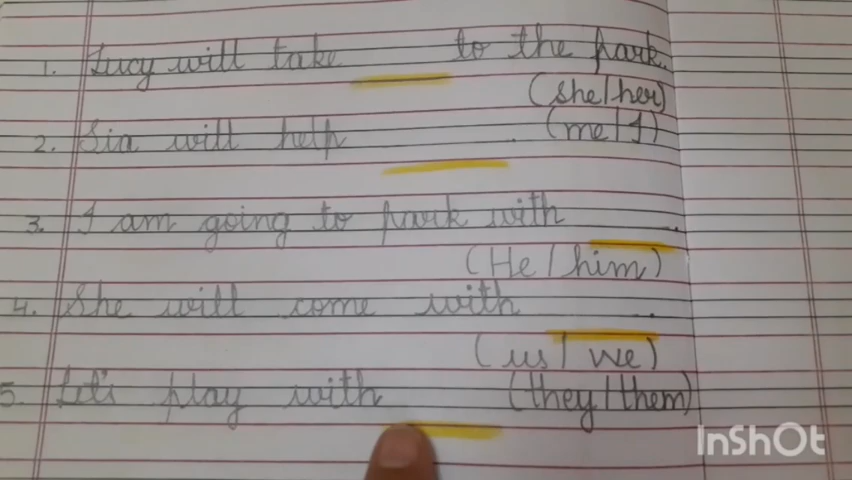 1. Lucy will take to the park.
(she/her)
2. Sia will help . (me/I)
3. I am going to park with .
(He/him)
4. She will come with .
(us/we)
5. Let's play with (they/them)
InShOt